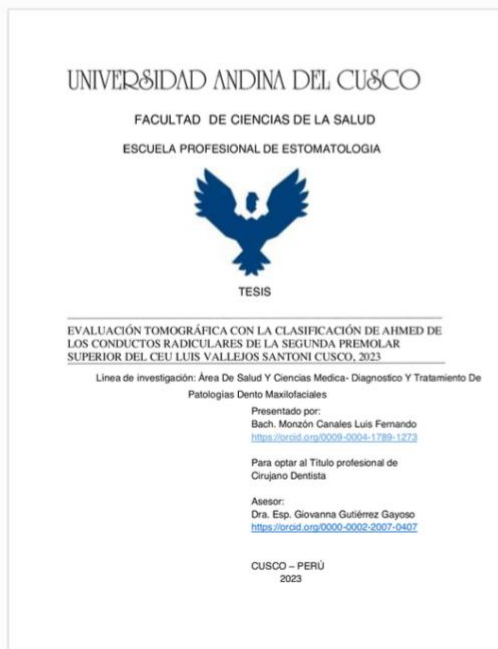 UNIVERSIDAD ANDINA DEL CUSCO
FACULTAD DE CIENCIAS DE LA SALUD
ESCUELA PROFESIONAL DE ESTOMATOLOGIA
TESIS
EVALUACIÓN TOMOGRÁFICA CON LA CLASIFICACIÓN DE AHMED DE
LOS CONDUCTOS RADICULARES DE LA SEGUNDA PREMOLAR
SUPERIOR DEL CEU LUIS VALLEJOS SANTONI CUSCO, 2023
Línea de investigación: Área De Salud Y Ciencias Medica- Diagnostico Y Tratamiento De
Patologías Dento Maxilofaciales
Presentado por:
Bach. Monzón Canales Luis Fernando
https://orcid.org/0009-0004-1789-1273
Para optar al Título profesional de
Cirujano Dentista
Asesor:
Dra. Esp. Giovanna Gutiérrez Gayoso
https://orcid.org/0000-0002-2007-0407
CUSCO – PERÚ
2023